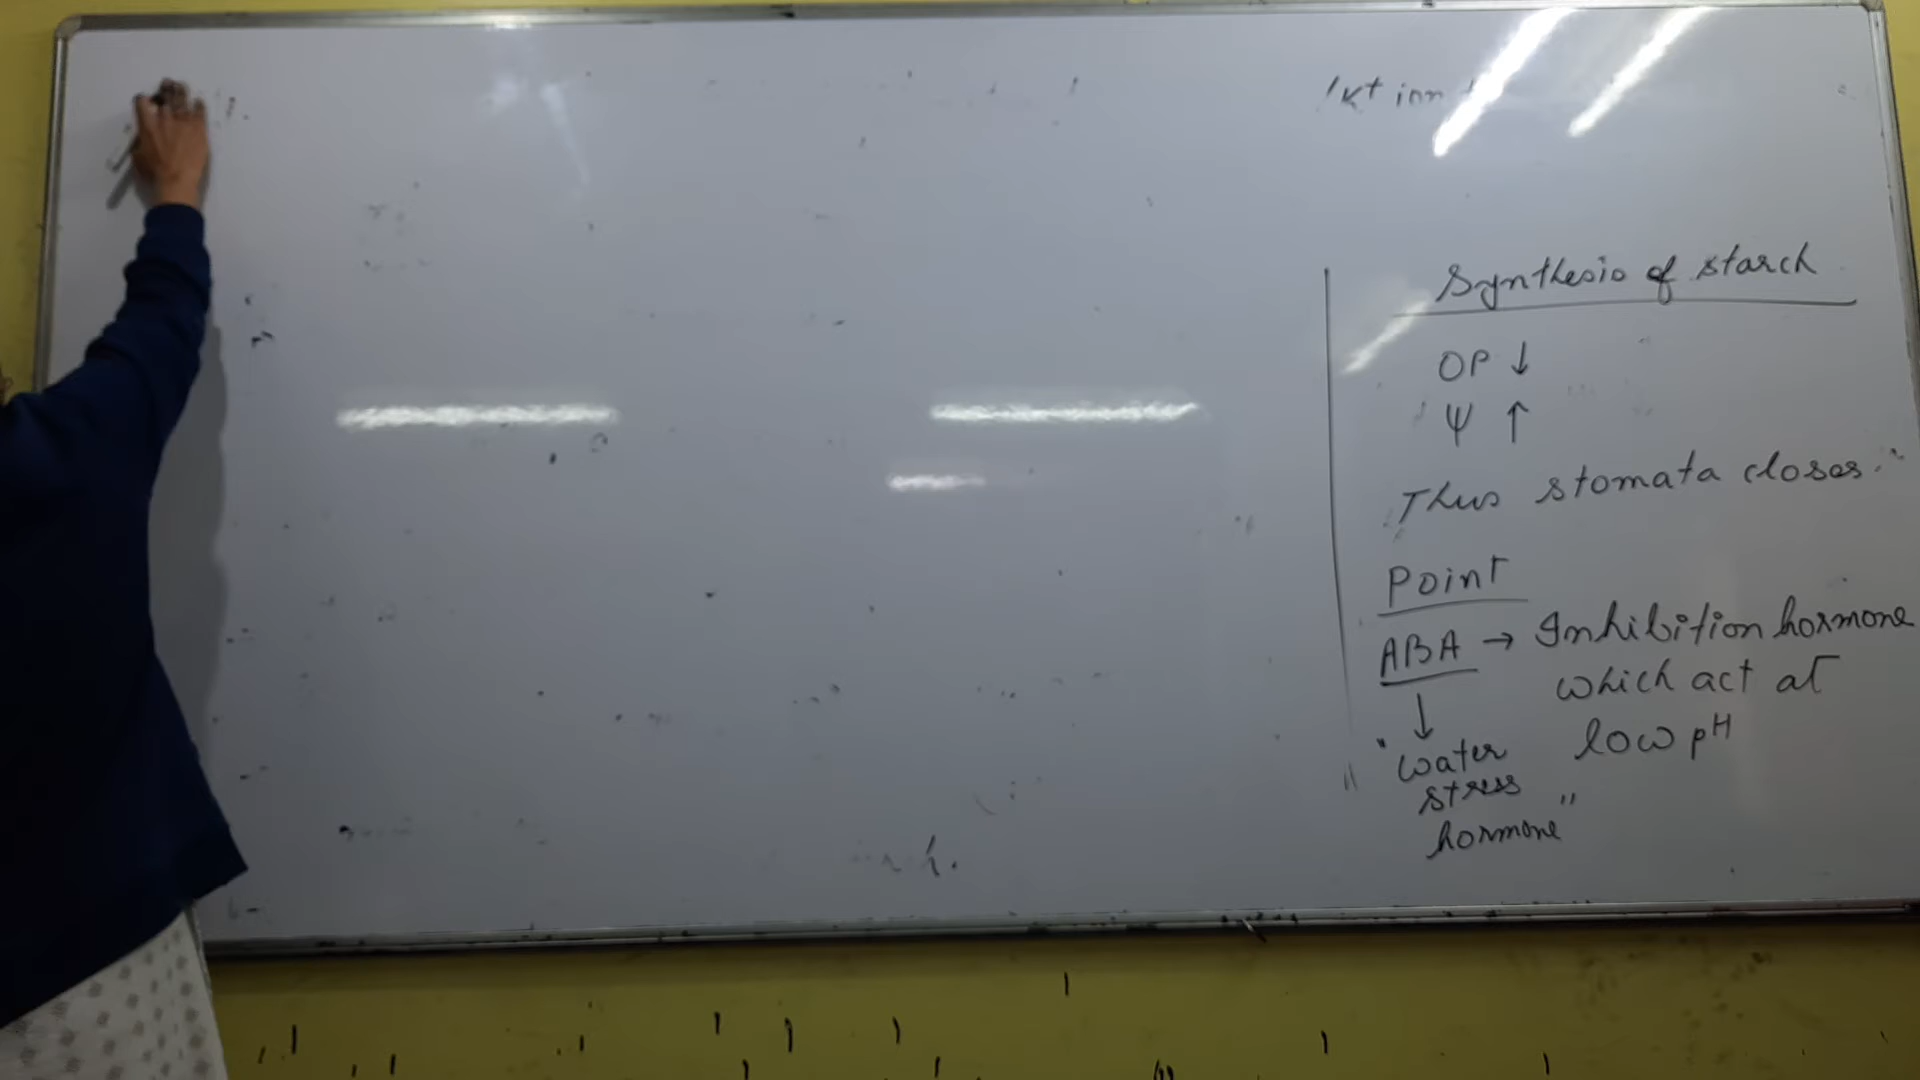 K+ ion
Synthesis of starch
OP ↓
Ψ ↑
Thus stomata closes."
Point
ABA → Inhibition hormone
which act at
low pH
↓
" Water
stress
hormone "